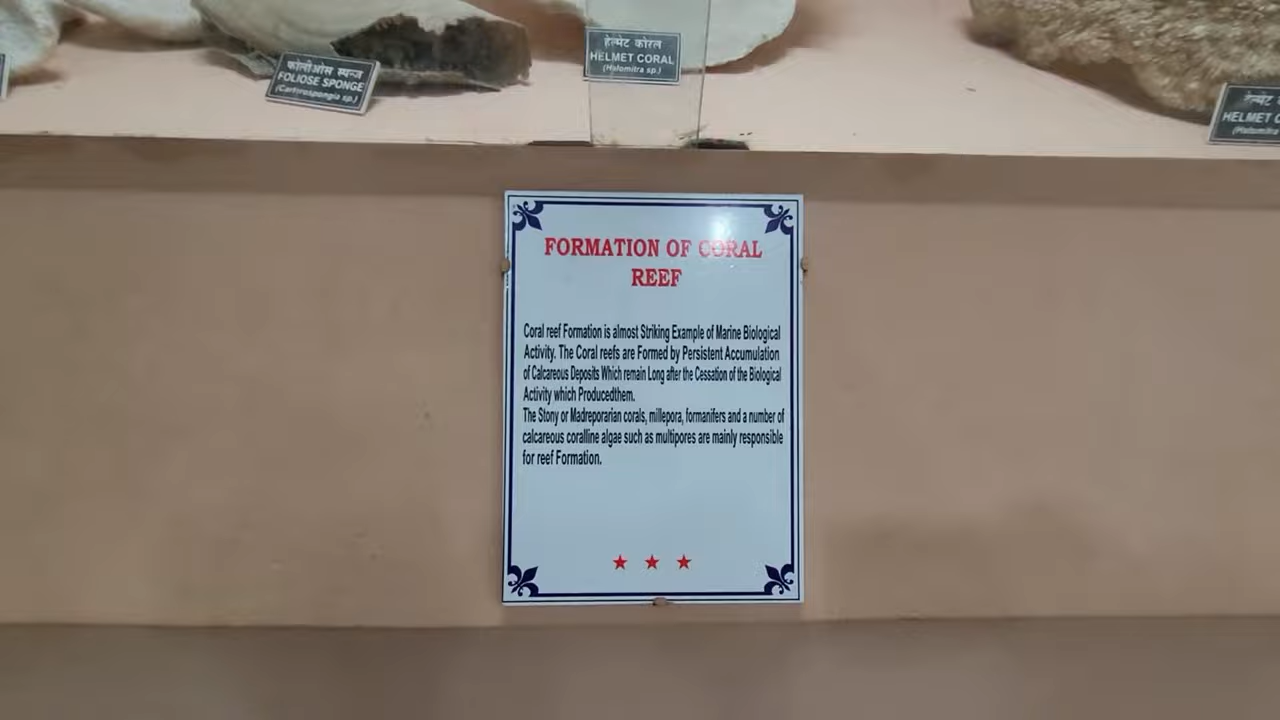 फोलीओस स्पन्ज
FOLIOSE SPONGE
(Carterospongia sp.)
हेल्मेट कोरल
HELMET CORAL
(Halomitra sp.)
हेल्मेट
HELMET
FORMATION OF CORAL
REEF
Coral reef Formation is almost Striking Example of Marine Biological
Activity. The Coral reefs are Formed by Persistent Accumulation
of Calcareous Deposits Which remain Long after the Cessation of the Biological
Activity which Producedthem.
The Stony or Madreporarian corals, millepora, formanifers and a number of
calcareous coralline algae such as multipores are mainly responsible
for reef Formation.